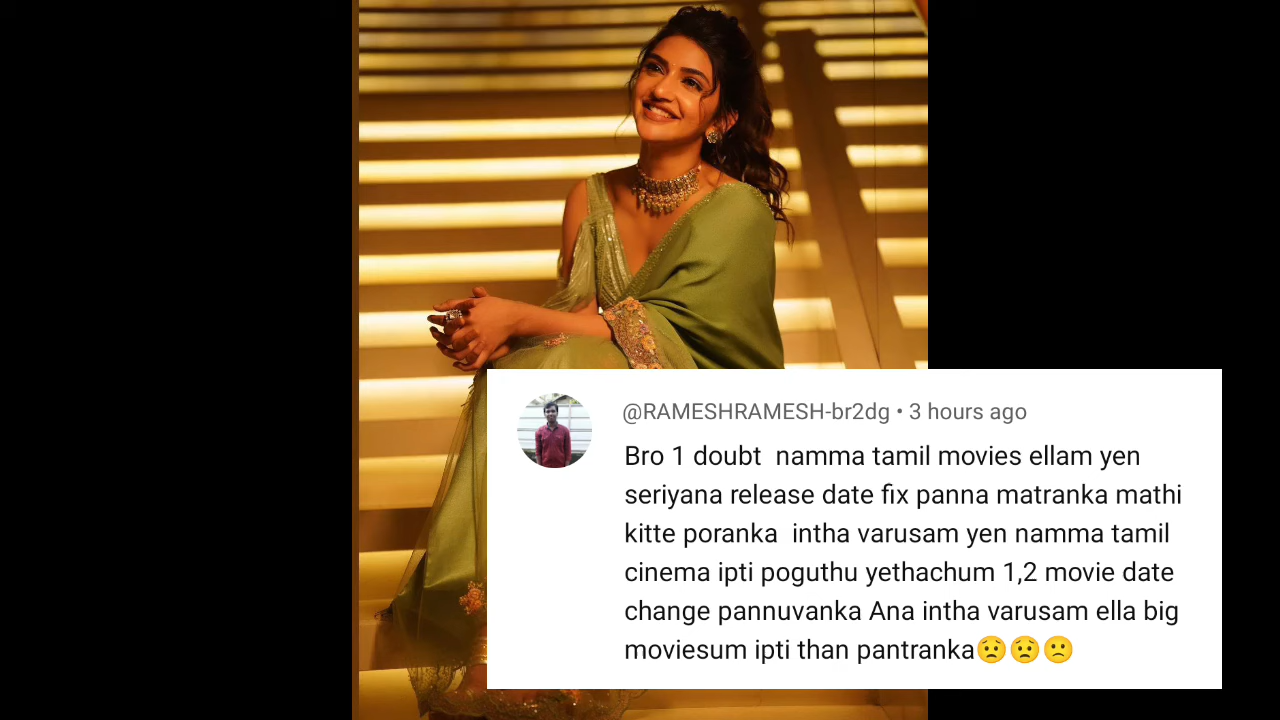 @RAMESHRAMESH-br2dg • 3 hours ago
Bro 1 doubt  namma tamil movies ellam yen
seriyana release date fix panna matranka mathi
kitte poranka  intha varusam yen namma tamil
cinema ipti poguthu yethachum 1,2 movie date
change pannuvanka Ana intha varusam ella big
moviesum ipti than pantranka😟😟🙁